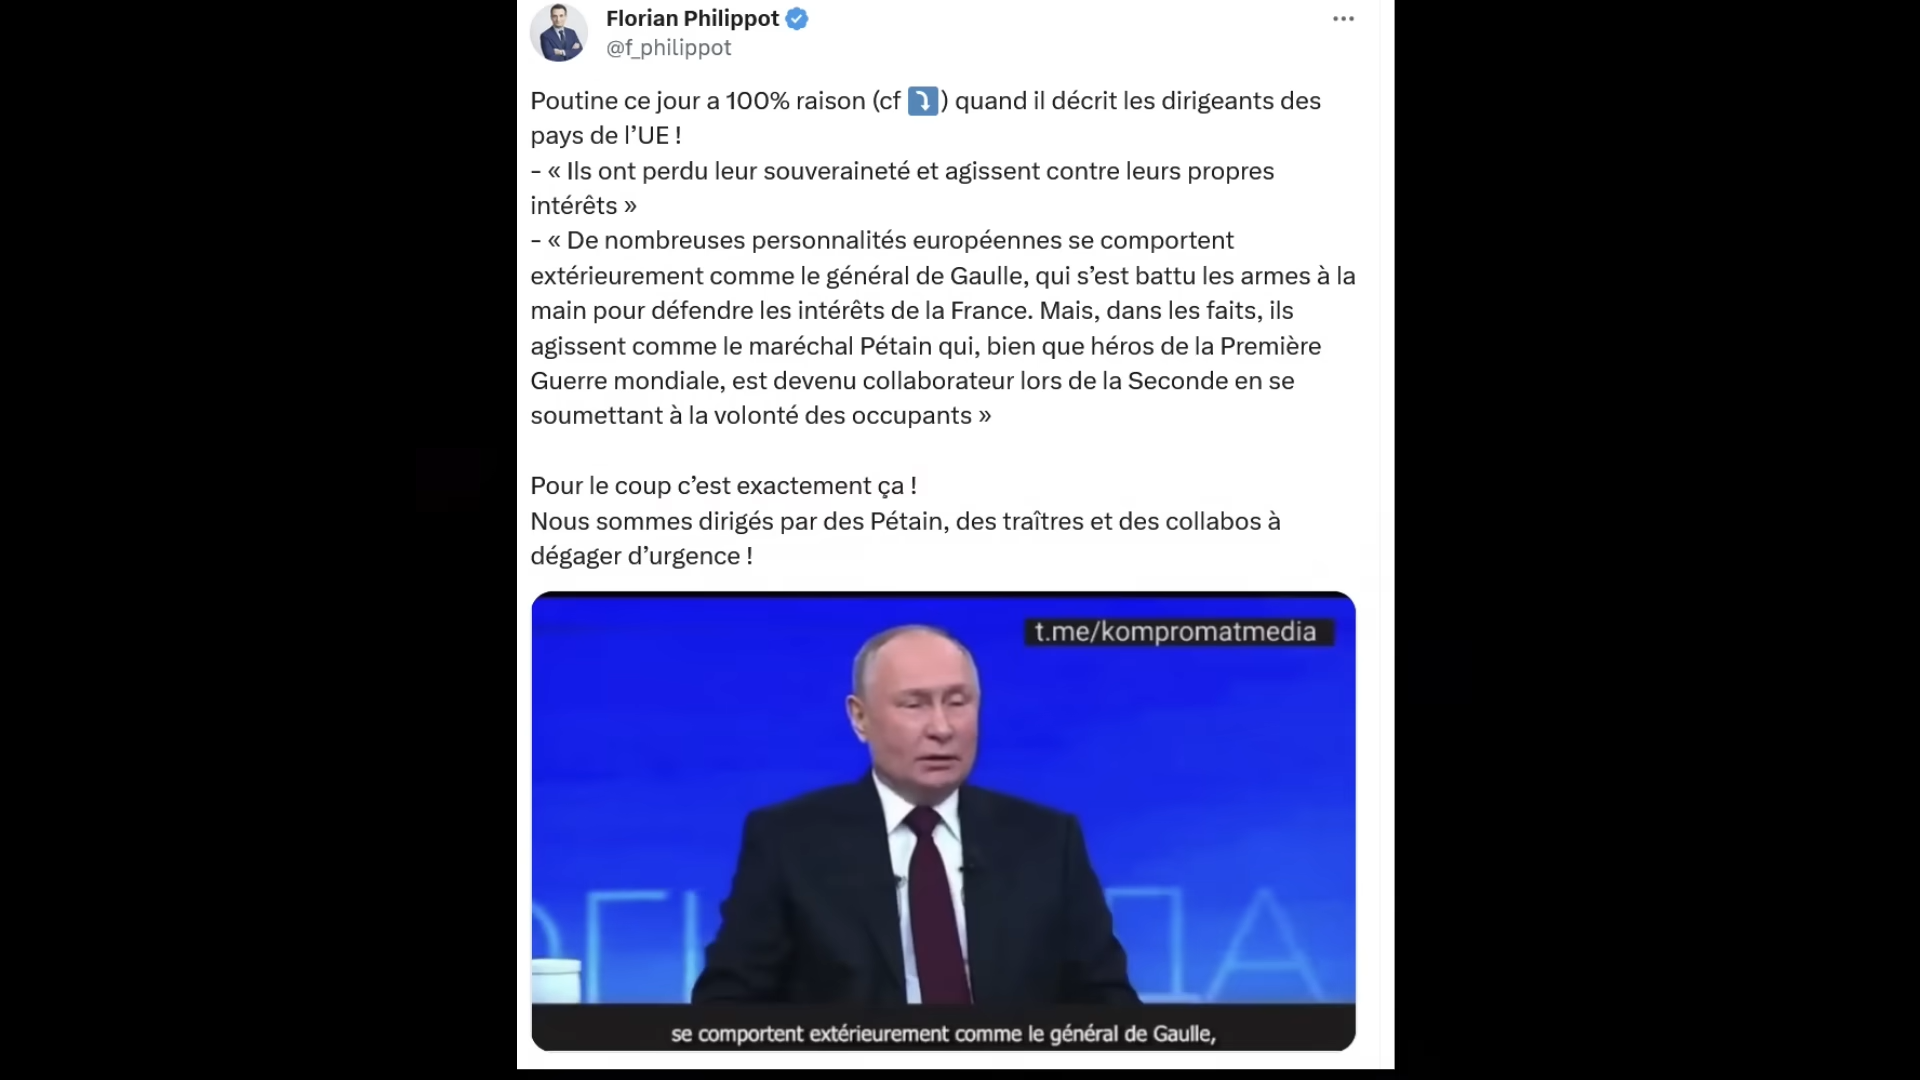 Florian Philippot
@f_philippot
Poutine ce jour a 100% raison (cf ⤵️) quand il décrit les dirigeants des
pays de l’UE !
- « Ils ont perdu leur souveraineté et agissent contre leurs propres
intérêts »
- « De nombreuses personnalités européennes se comportent
extérieurement comme le général de Gaulle, qui s’est battu les armes à la
main pour défendre les intérêts de la France. Mais, dans les faits, ils
agissent comme le maréchal Pétain qui, bien que héros de la Première
Guerre mondiale, est devenu collaborateur lors de la Seconde en se
soumettant à la volonté des occupants »
Pour le coup c’est exactement ça !
Nous sommes dirigés par des Pétain, des traîtres et des collabos à
dégager d’urgence !
t.me/kompromatmedia
se comportent extérieurement comme le général de Gaulle,